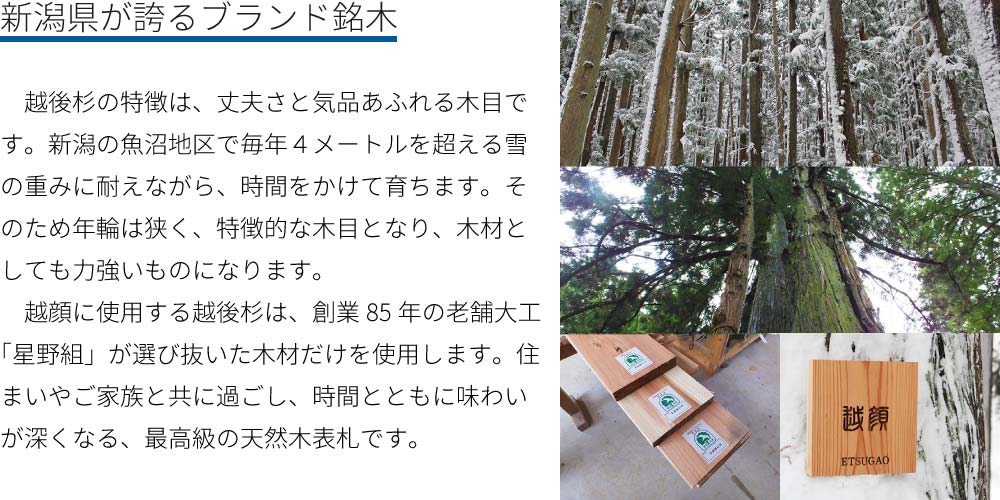 新潟県が誇るブランド銘木
　越後杉の特徴は、丈夫さと気品あふれる木目で
す。新潟の魚沼地区で毎年４メートルを超える雪
の重みに耐えながら、時間をかけて育ちます。そ
のため年輪は狭く、特徴的な木目となり、木材と
しても力強いものになります。
　越顔に使用する越後杉は、創業 85 年の老舗大工
「星野組」が選び抜いた木材だけを使用します。住
まいやご家族と共に過ごし、時間とともに味わい
が深くなる、最高級の天然木表札です。
越顔
ETSUGAO